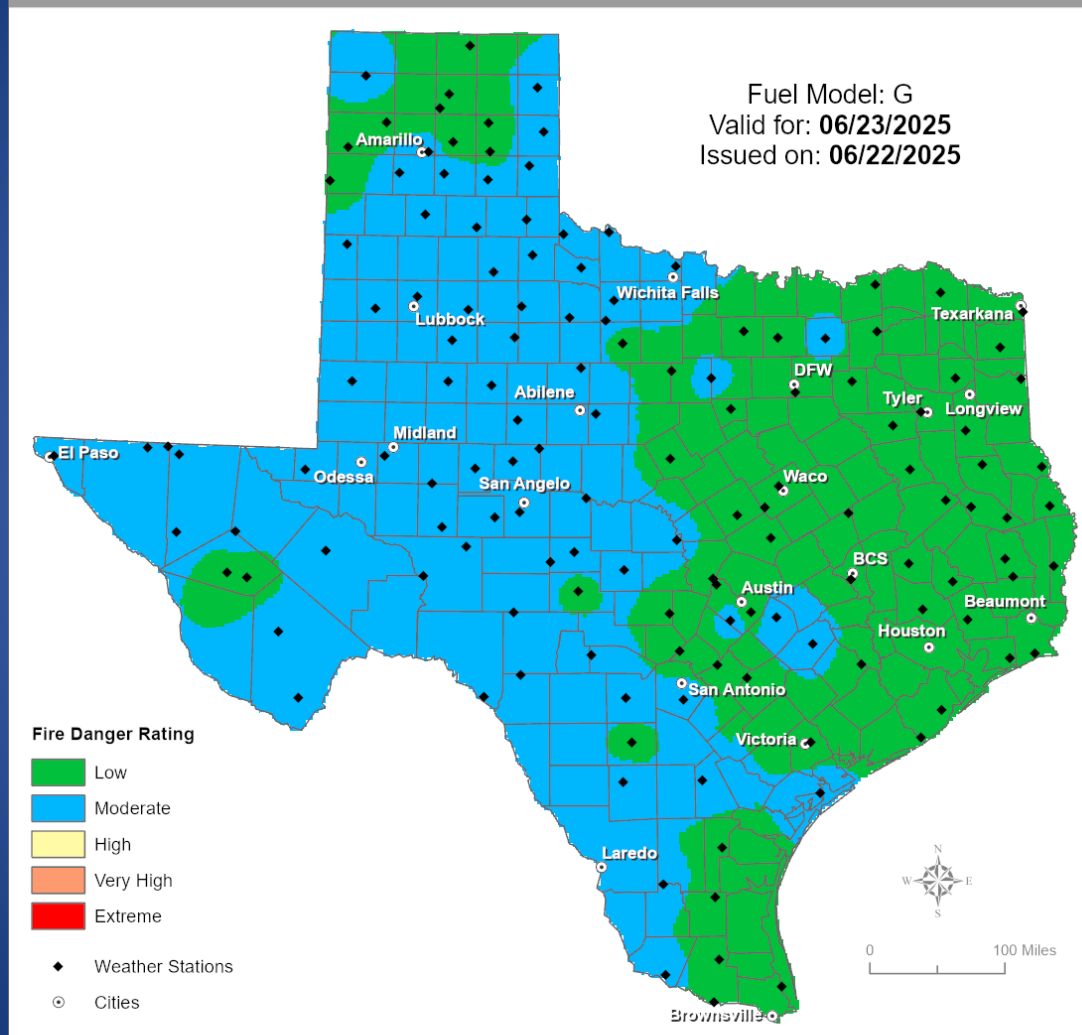 Fuel Model: G
Valid for: 06/23/2025
Issued on: 06/22/2025
Amarillo
Wichita Falls
Lubbock
Texarkana
DFW
Abilene
Tyler
Longview
Midland
El Paso
Odessa
San Angelo
Waco
BCS
Austin
Beaumont
Houston
San Antonio
Victoria
Laredo
Brownsville
Fire Danger Rating
Low
Moderate
High
Very High
Extreme
Weather Stations
Cities
N
W E
S
0 100 Miles